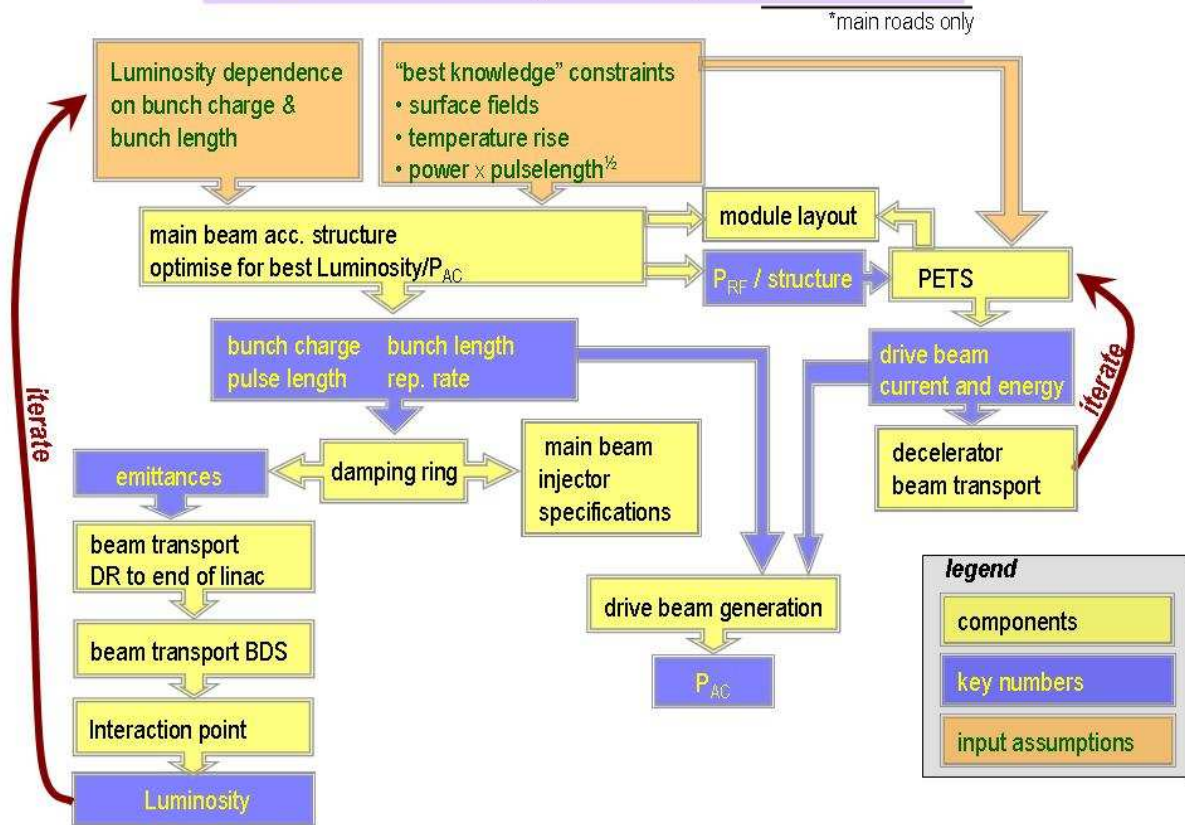 *main roads only
Luminosity dependence
on bunch charge &
bunch length
“best knowledge” constraints
• surface fields
• temperature rise
• power x pulselength½
main beam acc. structure
optimise for best Luminosity/PAC
module layout
PRF / structure
PETS
bunch charge bunch length
pulse length rep. rate
drive beam
current and energy
iterate
iterate
emittances
damping ring
main beam
injector
specifications
decelerator
beam transport
beam transport
DR to end of linac
drive beam generation
beam transport BDS
PAC
Interaction point
Luminosity
legend
components
key numbers
input assumptions